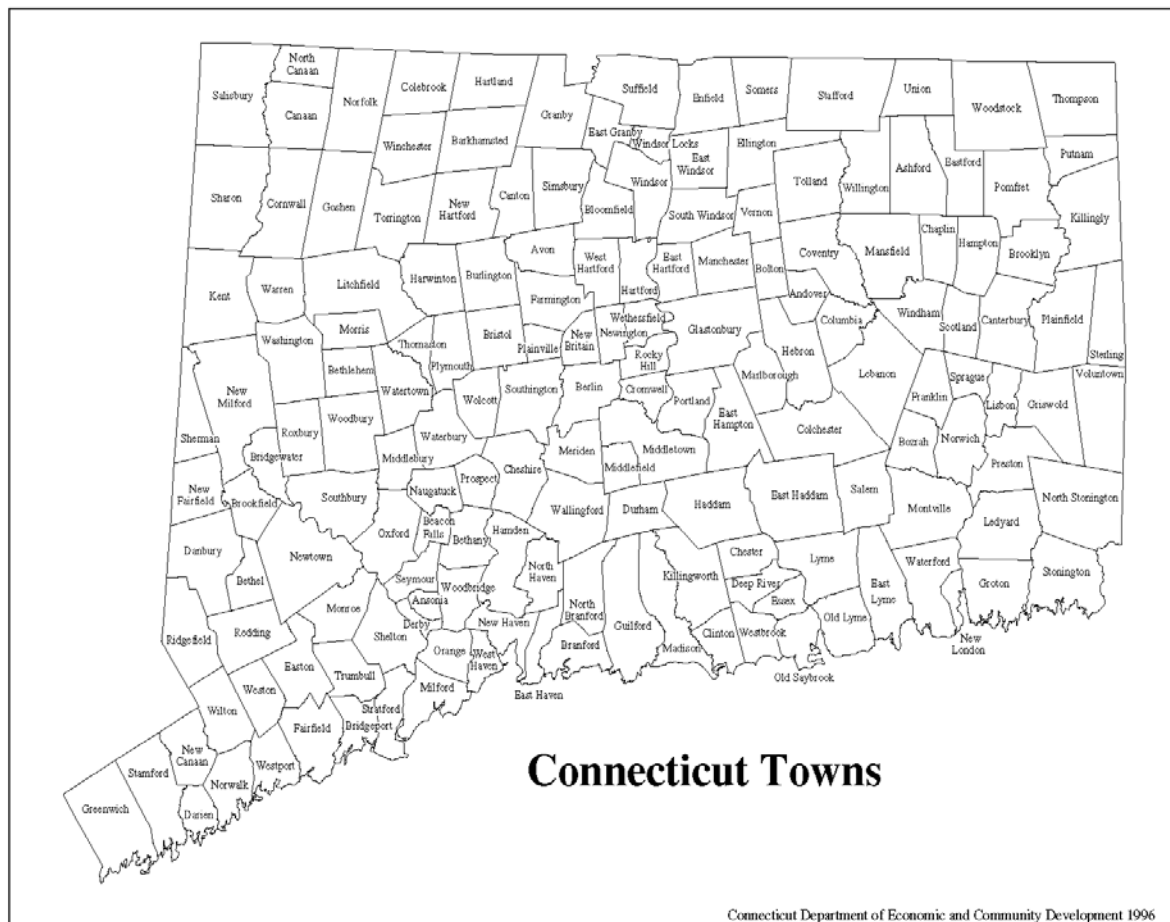 North
Canaan
Salisbury
Canaan
Norfolk
Colebrook
Hartland
Granby
Suffield
Enfield
Somers
Stafford
Union
Woodstock
Thompson
Winchester
Barkhamsted
East Granby
Windsor Locks
East
Windsor
Ellington
Tolland
Willington
Ashford
Eastford
Pomfret
Putnam
Killingly
Sharon
Cornwall
Goshen
Torrington
New
Hartford
Canton
Simsbury
Bloomfield
Windsor
South Windsor
Vernon
Kent
Warren
Litchfield
Harwinton
Burlington
Avon
West
Hartford
Hartford
East
Hartford
Manchester
Bolton
Coventry
Mansfield
Chaplin
Hampton
Brooklyn
Farmington
Andover
Columbia
Windham
Scotland
Canterbury
Plainfield
Sterling
Washington
Morris
Thomaston
Plymouth
Bristol
Plainville
New
Britain
Wethersfield
Newington
Glastonbury
Hebron
Lebanon
Rocky
Hill
Marlborough
New
Milford
Bethlehem
Watertown
Wolcott
Southington
Berlin
Cromwell
Portland
East
Hampton
Colchester
Franklin
Sprague
Lisbon
Griswold
Voluntown
Sherman
Bridgewater
Roxbury
Woodbury
Middlebury
Waterbury
Cheshire
Meriden
Middlefield
Middletown
Bozrah
Norwich
Preston
North Stonington
New
Fairfield
Brookfield
Southbury
Naugatuck
Prospect
Wallingford
Durham
Haddam
East Haddam
Salem
Montville
Ledyard
Danbury
Bethel
Newtown
Oxford
Beacon
Falls
Bethany
Hamden
North
Haven
Killingworth
Chester
Deep River
Essex
Lyme
East
Lyme
Waterford
Groton
Stonington
Seymour
Woodbridge
Ansonia
Derby
New Haven
North
Branford
Guilford
Ridgefield
Redding
Monroe
Shelton
Orange
West
Haven
Branford
Madison
Clinton
Westbrook
Old Lyme
New
London
Easton
Trumbull
Milford
East Haven
Old Saybrook
Wilton
Weston
Fairfield
Stratford
Bridgeport
Greenwich
Stamford
New
Canaan
Norwalk
Westport
Darien
Connecticut Towns
Connecticut Department of Economic and Community Development 1996